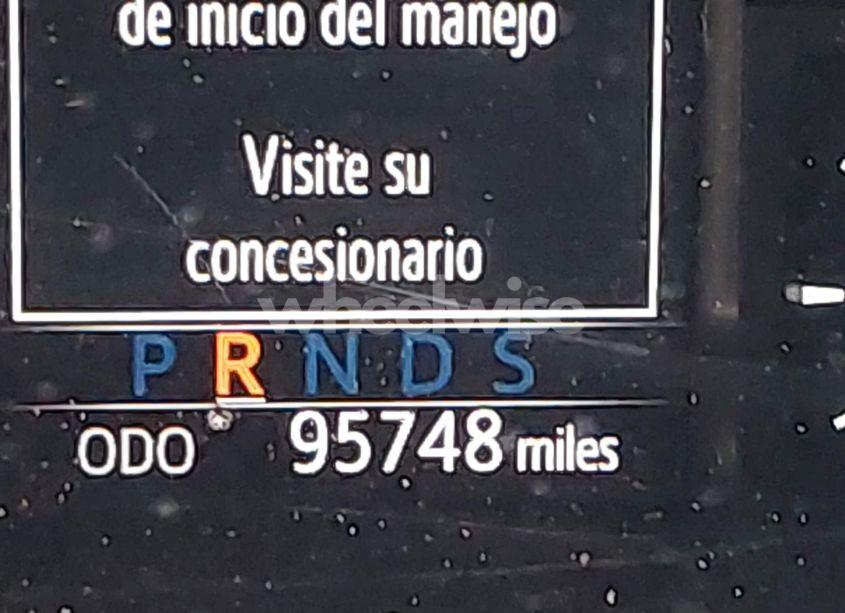 de inicio del manejo
Visite su
concesionario
wheelwise
P R N D S
ODO 95748 miles